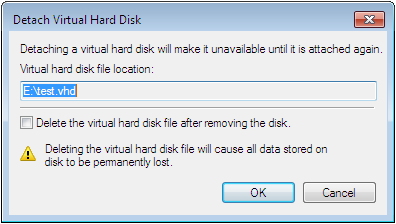 Detach Virtual Hard Disk
Detaching a virtual hard disk will make it unavailable until it is attached again.
Virtual hard disk file location:
E:\test.vhd
Delete the virtual hard disk file after removing the disk.
Deleting the virtual hard disk file will cause all data stored on
disk to be permanently lost.
OK
Cancel